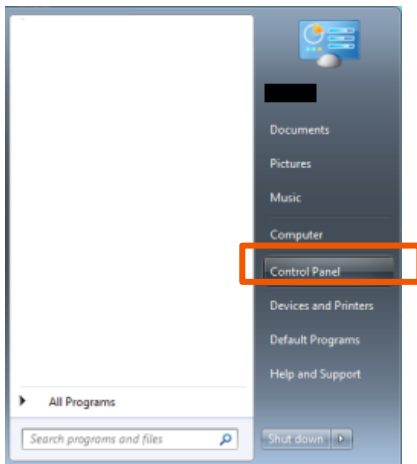 Documents
Pictures
Music
Computer
Control Panel
Devices and Printers
Default Programs
Help and Support
All Programs
Search programs and files
Shut down